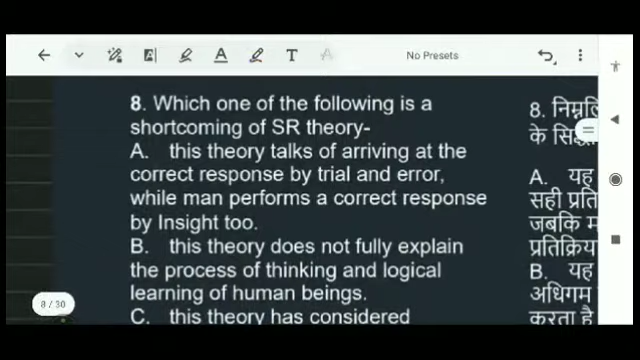 No Presets
8. Which one of the following is a
shortcoming of SR theory-
A. this theory talks of arriving at the
correct response by trial and error,
while man performs a correct response
by Insight too.
B. this theory does not fully explain
the process of thinking and logical
learning of human beings.
C. this theory has considered
8 / 30
8. निम्नलि
के सिद्ध
A. यह
सही प्रति
जबकि म
प्रतिक्रिय
B. यह
अधिगम
करता है